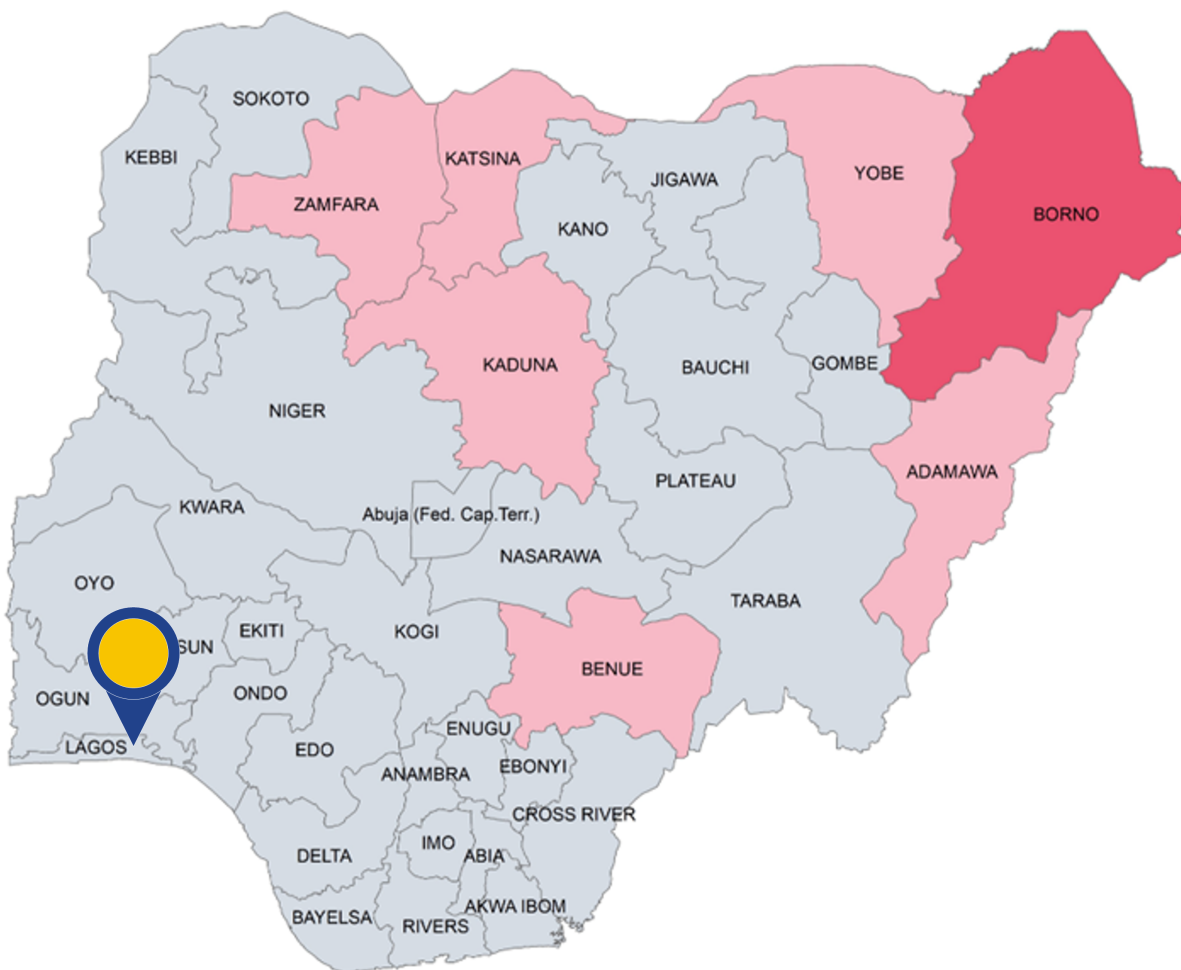 SOKOTO
KEBBI
KATSINA
ZAMFARA
JIGAWA
YOBE
KANO
BORNO
KADUNA
BAUCHI
GOMBE
NIGER
ADAMAWA
PLATEAU
KWARA
Abuja (Fed. Cap.Terr.)
NASARAWA
OYO
TARABA
EKITI
KOGI
SUN
BENUE
OGUN
ONDO
ENUGU
LAGOS
EDO
EBONYI
ANAMBRA
CROSS RIVER
IMO
ABIA
DELTA
AKWA IBOM
BAYELSA
RIVERS